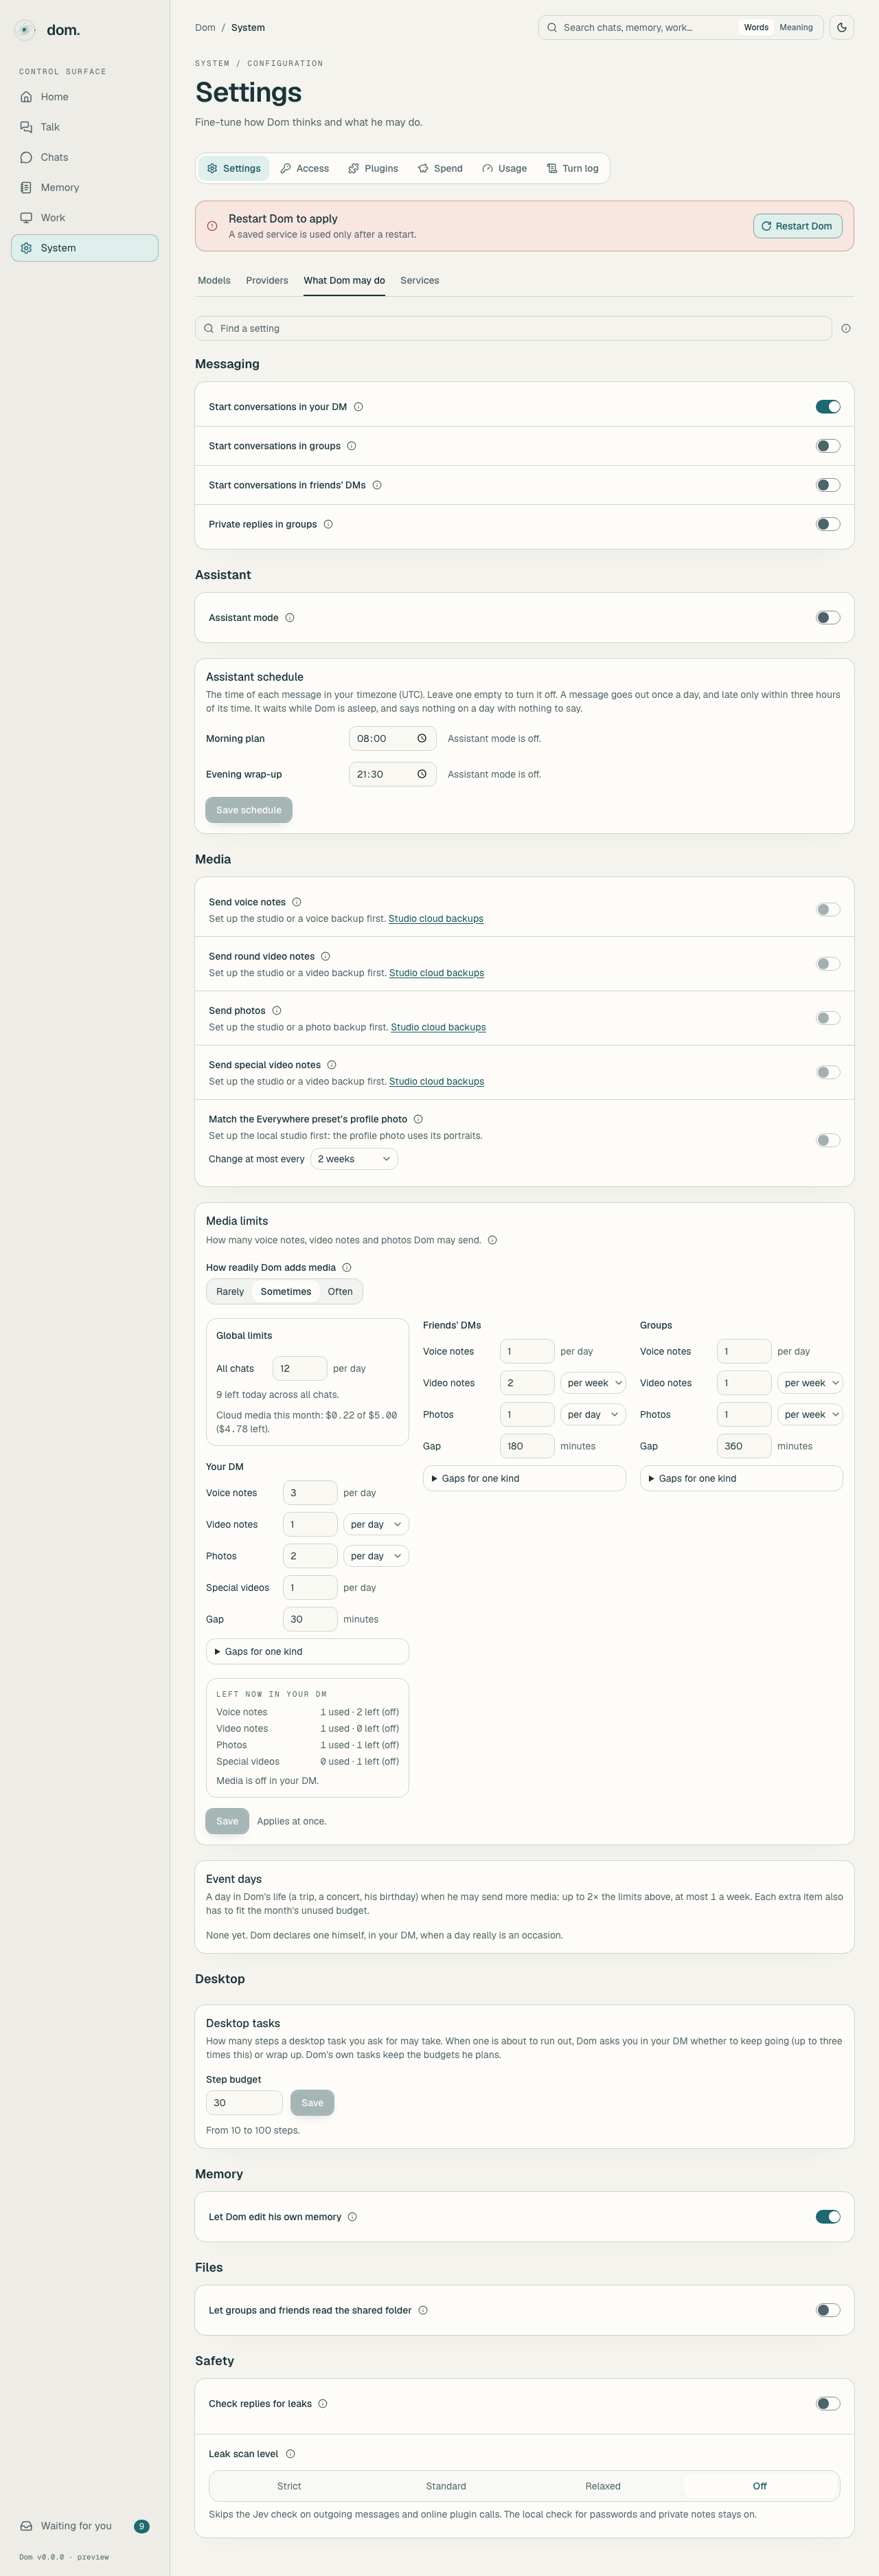 dom.
CONTROL SURFACE
Home
Talk
Chats
Memory
Work
System
Waiting for you 9
Dom v0.0.0 · preview
Dom / System
Search chats, memory, work... Words Meaning
SYSTEM / CONFIGURATION
Settings
Fine-tune how Dom thinks and what he may do.
Settings Access Plugins Spend Usage Turn log
Restart Dom to apply
A saved service is used only after a restart.
Restart Dom
Models Providers What Dom may do Services
Find a setting
Messaging
Start conversations in your DM
Start conversations in groups
Start conversations in friends' DMs
Private replies in groups
Assistant
Assistant mode
Assistant schedule
The time of each message in your timezone (UTC). Leave one empty to turn it off. A message goes out once a day, and late only within three hours
of its time. It waits while Dom is asleep, and says nothing on a day with nothing to say.
Morning plan 08:00 Assistant mode is off.
Evening wrap-up 21:30 Assistant mode is off.
Save schedule
Media
Send voice notes
Set up the studio or a voice backup first. Studio cloud backups
Send round video notes
Set up the studio or a video backup first. Studio cloud backups
Send photos
Set up the studio or a photo backup first. Studio cloud backups
Send special video notes
Set up the studio or a video backup first. Studio cloud backups
Match the Everywhere preset's profile photo
Set up the local studio first: the profile photo uses its portraits.
Change at most every 2 weeks
Media limits
How many voice notes, video notes and photos Dom may send.
How readily Dom adds media
Rarely Sometimes Often
Global limits
All chats 12 per day
9 left today across all chats.
Cloud media this month: $0.22 of $5.00
($4.78 left).
Your DM
Voice notes 3 per day
Video notes 1 per day
Photos 2 per day
Special videos 1 per day
Gap 30 minutes
Gaps for one kind
LEFT NOW IN YOUR DM
Voice notes 1 used · 2 left (off)
Video notes 1 used · 0 left (off)
Photos 1 used · 1 left (off)
Special videos 0 used · 1 left (off)
Media is off in your DM.
Friends' DMs
Voice notes 1 per day
Video notes 2 per week
Photos 1 per day
Gap 180 minutes
Gaps for one kind
Groups
Voice notes 1 per day
Video notes 1 per week
Photos 1 per week
Gap 360 minutes
Gaps for one kind
Save Applies at once.
Event days
A day in Dom's life (a trip, a concert, his birthday) when he may send more media: up to 2× the limits above, at most 1 a week. Each extra item also
has to fit the month's unused budget.
None yet. Dom declares one himself, in your DM, when a day really is an occasion.
Desktop
Desktop tasks
How many steps a desktop task you ask for may take. When one is about to run out, Dom asks you in your DM whether to keep going (up to three
times this) or wrap up. Dom's own tasks keep the budgets he plans.
Step budget
30 Save
From 10 to 100 steps.
Memory
Let Dom edit his own memory
Files
Let groups and friends read the shared folder
Safety
Check replies for leaks
Leak scan level
Strict Standard Relaxed Off
Skips the Jev check on outgoing messages and online plugin calls. The local check for passwords and private notes stays on.